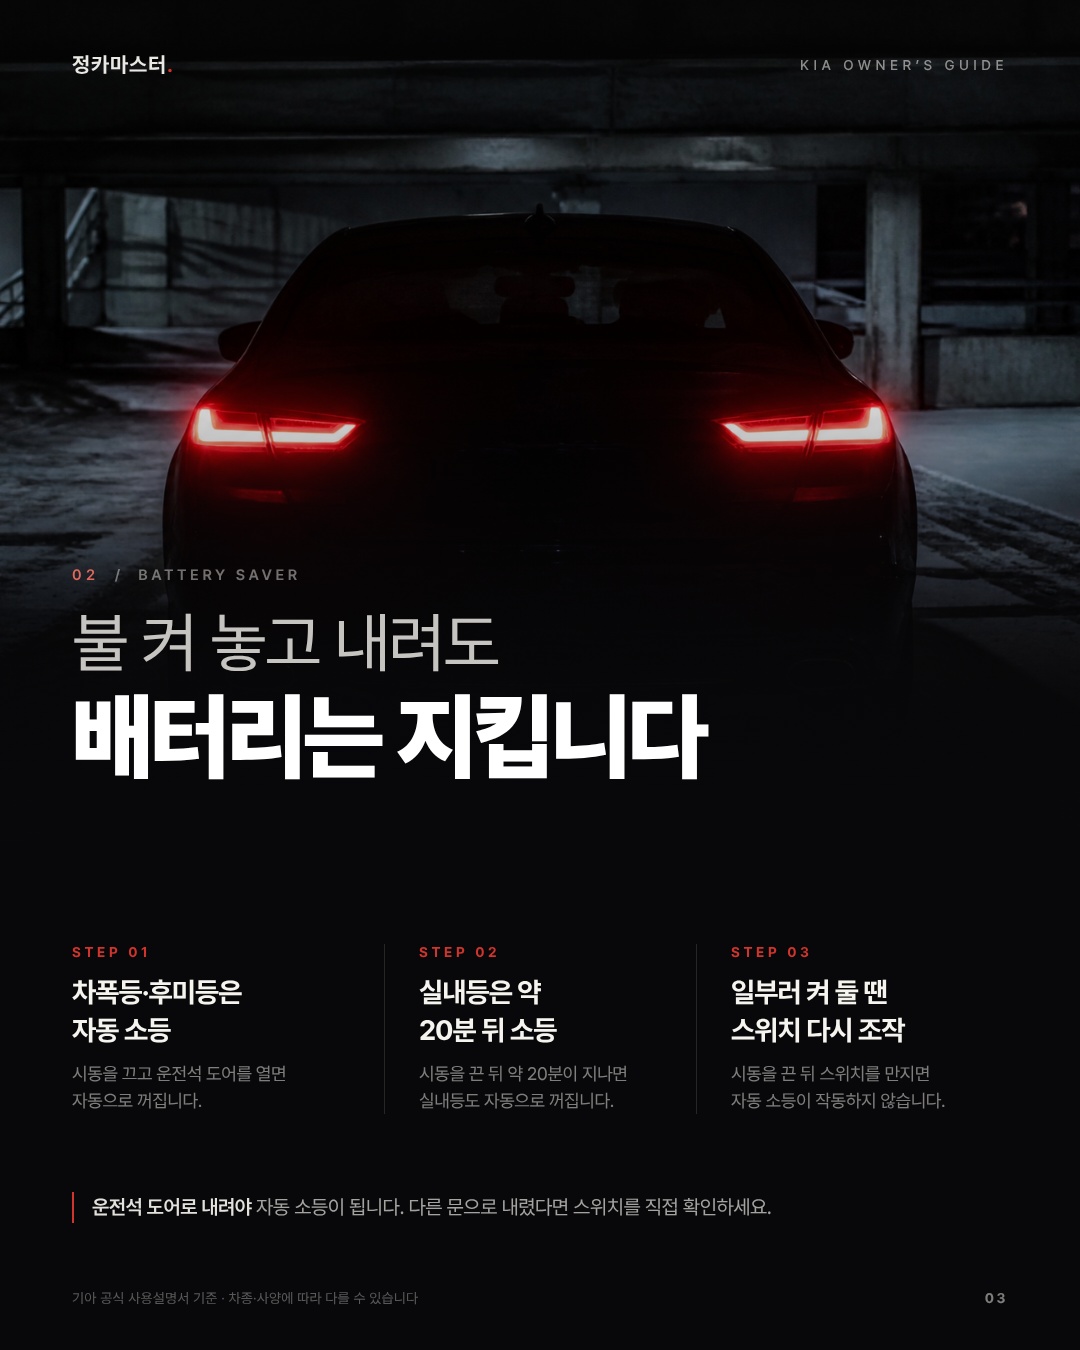 정카마스터.
KIA OWNER'S GUIDE
02 / BATTERY SAVER
불 켜 놓고 내려도
배터리는 지킵니다
STEP 01
차폭등·후미등은
자동 소등
시동을 끄고 운전석 도어를 열면
자동으로 꺼집니다.
STEP 02
실내등은 약
20분 뒤 소등
시동을 끈 뒤 약 20분이 지나면
실내등도 자동으로 꺼집니다.
STEP 03
일부러 켜 둘 땐
스위치 다시 조작
시동을 끈 뒤 스위치를 만지면
자동 소등이 작동하지 않습니다.
운전석 도어로 내려야 자동 소등이 됩니다. 다른 문으로 내렸다면 스위치를 직접 확인하세요.
기아 공식 사용설명서 기준 · 차종·사양에 따라 다를 수 있습니다
03